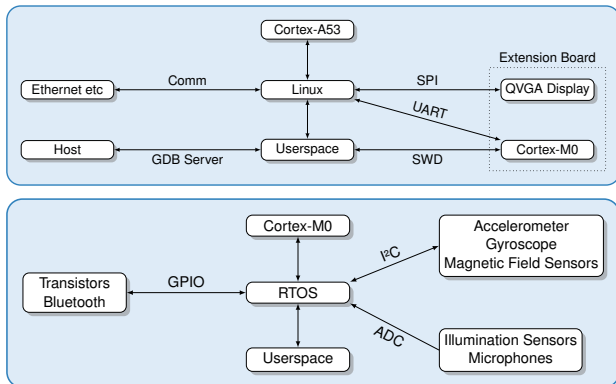 Cortex-A53
Extension Board
Ethernet etc
Comm
Linux
SPI
QVGA Display
UART
Host
GDB Server
Userspace
SWD
Cortex-M0
Cortex-M0
Accelerometer
Gyroscope
Magnetic Field Sensors
I²C
Transistors
Bluetooth
GPIO
RTOS
ADC
Userspace
Illumination Sensors
Microphones